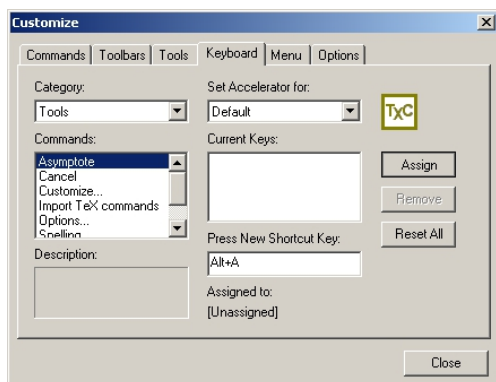 Customize
Commands Toolbars Tools Keyboard Menu Options
Category:
Tools
Commands:
Asymptote
Cancel
Customize...
Import TeX commands
Options...
Spelling
Description:
Set Accelerator for:
Default
Current Keys:
Press New Shortcut Key:
Alt+A
Assigned to:
[Unassigned]
TXC
Assign
Remove
Reset All
Close